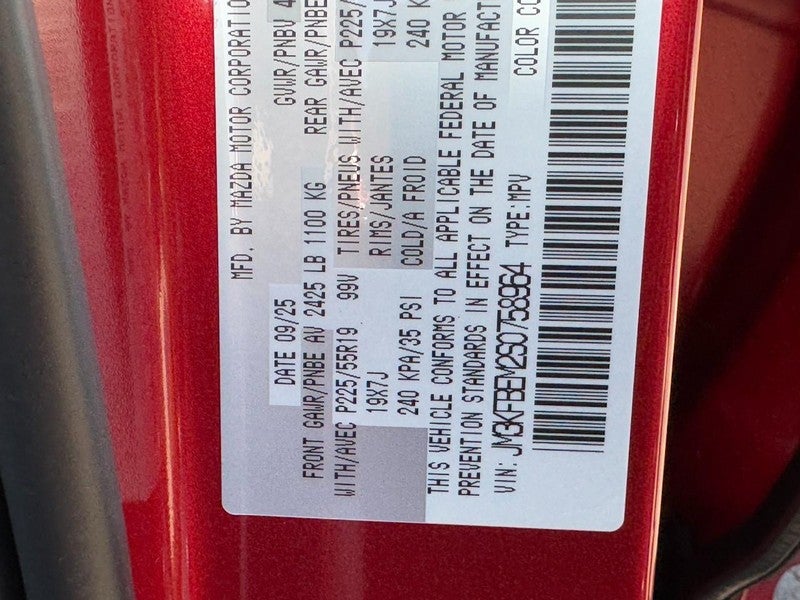 MFD. BY MAZDA MOTOR CORPORATION
DATE 09/25 GVWR/PNBV
FRONT GAWR/PNBE AV 2425 LB 1100 KG REAR GAWR/PNBE
WITH/AVEC P225/55R19 99V TIRES/PNEUS WITH/AVEC P225/
19X7J RIMS/JANTES 19X7J
240 KPA/35 PSI COLD/A FROID 240 K
THIS VEHICLE CONFORMS TO ALL APPLICABLE FEDERAL MOTOR
PREVENTION STANDARDS IN EFFECT ON THE DATE OF MANUFACT
VIN: JM3KFBEM2S0758964 TYPE:MPV COLOR CO